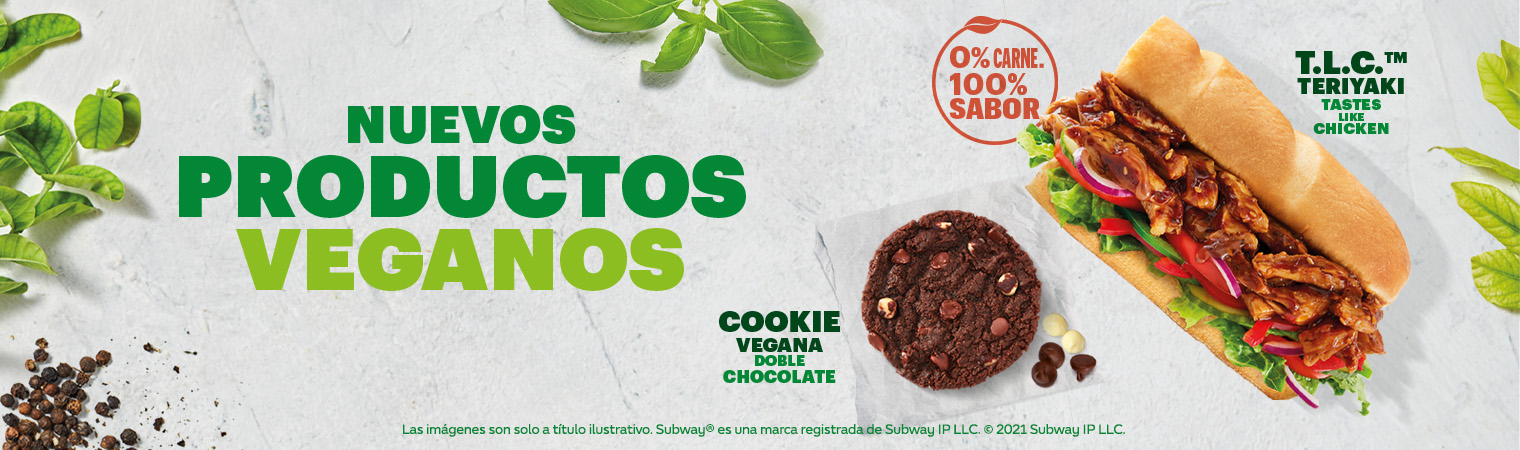 NUEVOS
PRODUCTOS
VEGANOS
0% CARNE.
100%
SABOR
T.L.C.™
TERIYAKI
TASTES
LIKE
CHICKEN
COOKIE
VEGANA
DOBLE
CHOCOLATE
Las imágenes son solo a título ilustrativo. Subway® es una marca registrada de Subway IP LLC. © 2021 Subway IP LLC.